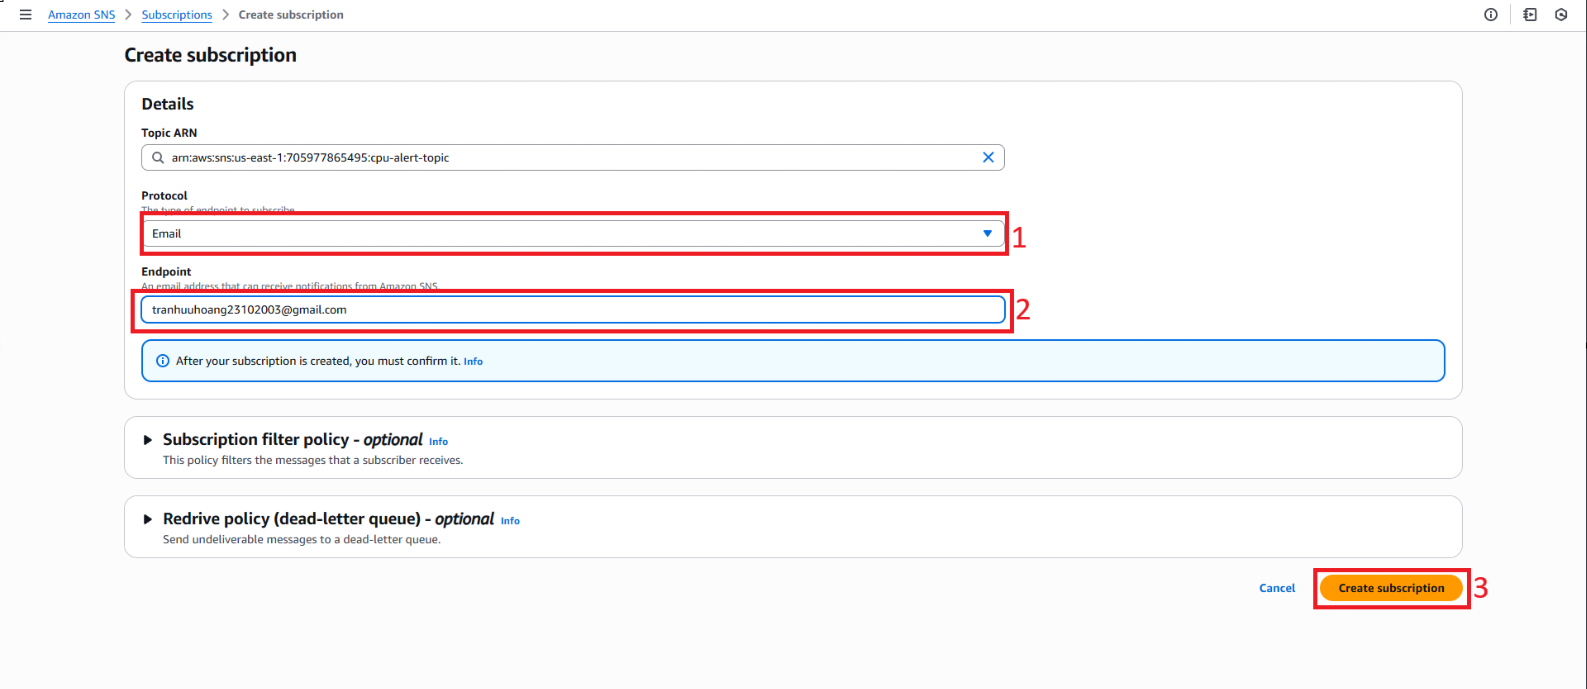 Amazon SNS > Subscriptions > Create subscription
Create subscription
Details
Topic ARN
arn:aws:sns:us-east-1:705977865495:cpu-alert-topic
Protocol
The type of endpoint to subscribe
Email
1
Endpoint
An email address that can receive notifications from Amazon SNS.
tranhuuhoang23102003@gmail.com
2
After your subscription is created, you must confirm it. Info
Subscription filter policy - optional Info
This policy filters the messages that a subscriber receives.
Redrive policy (dead-letter queue) - optional Info
Send undeliverable messages to a dead-letter queue.
Cancel
Create subscription
3